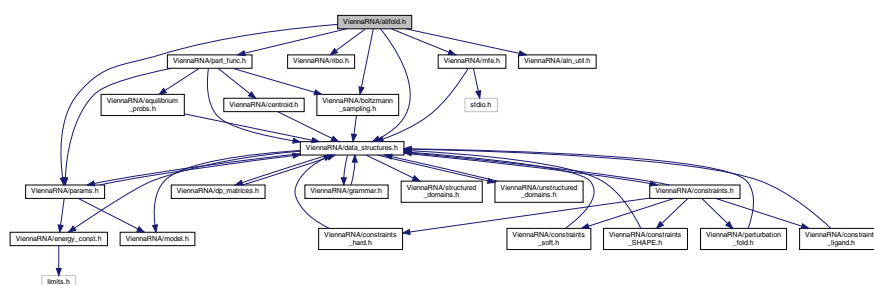 ViennaRNA/alifold.h
ViennaRNA/part_func.h
ViennaRNA/ribo.h
ViennaRNA/mfe.h
ViennaRNA/aln_util.h
ViennaRNA/equilibrium
_probs.h
ViennaRNA/centroid.h
ViennaRNA/boltzmann
_sampling.h
stdio.h
ViennaRNA/data_structures.h
ViennaRNA/params.h
ViennaRNA/dp_matrices.h
ViennaRNA/grammar.h
ViennaRNA/structured
_domains.h
ViennaRNA/unstructured
_domains.h
ViennaRNA/constraints.h
ViennaRNA/energy_const.h
ViennaRNA/model.h
ViennaRNA/constraints
_hard.h
ViennaRNA/constraints
_soft.h
ViennaRNA/constraints
_SHAPE.h
ViennaRNA/perturbation
_fold.h
ViennaRNA/constraints
_ligand.h
limits.h